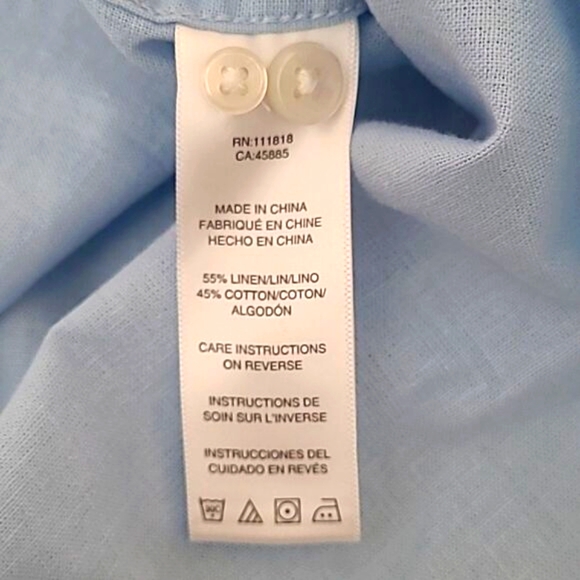 RN:111818
CA:45885
MADE IN CHINA
FABRIQUÉ EN CHINE
HECHO EN CHINA
55% LINEN/LIN/LINO
45% COTTON/COTON/
ALGODÓN
CARE INSTRUCTIONS
ON REVERSE
INSTRUCTIONS DE
SOIN SUR L'INVERSE
INSTRUCCIONES DEL
CUIDADO EN REVÉS